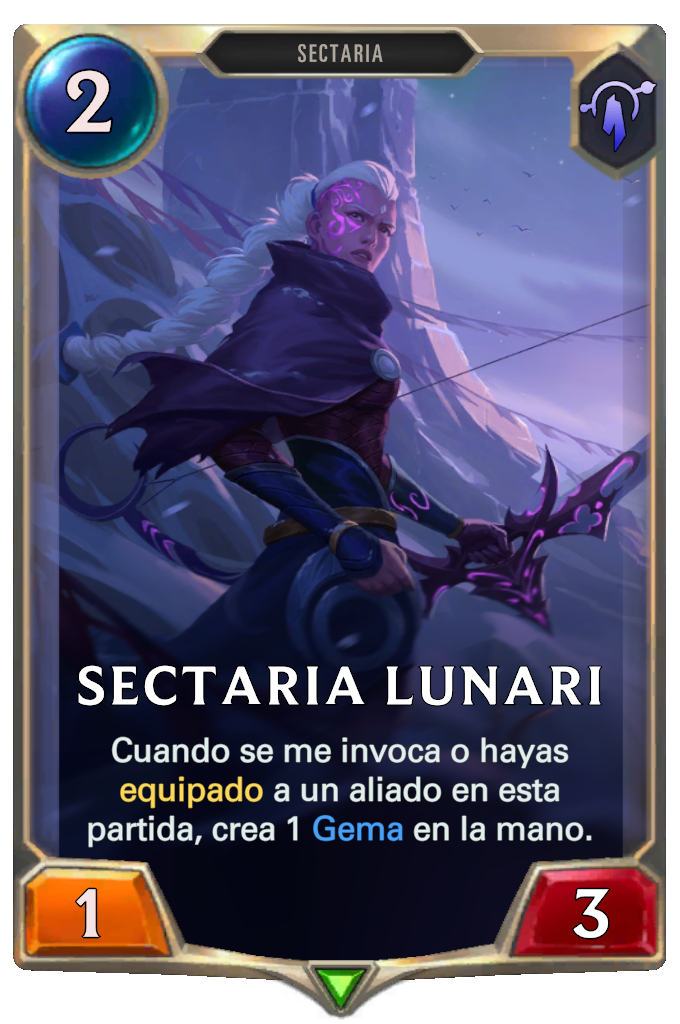 SECTARIA
2
SECTARIA LUNARI
Cuando se me invoca o hayas
equipado a un aliado en esta
partida, crea 1 Gema en la mano.
1
3